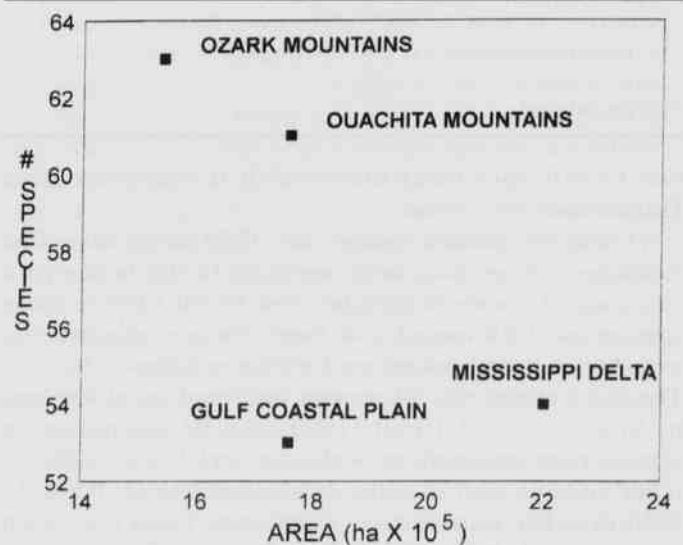 64
OZARK MOUNTAINS
62
OUACHITA MOUNTAINS
60
# SPECIES
58
56
MISSISSIPPI DELTA
54
GULF COASTAL PLAIN
52
14 16 18 20 22 24
AREA (ha X 10⁵)